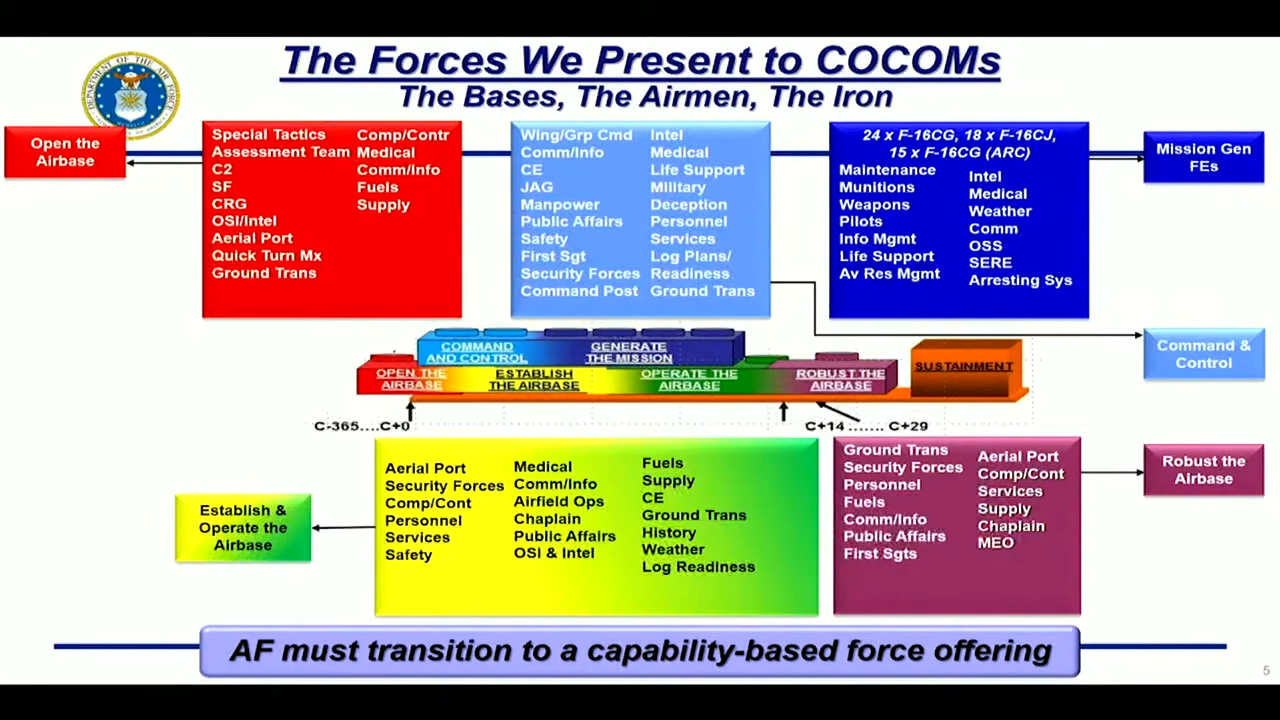 The Forces We Present to COCOMs
The Bases, The Airmen, The Iron
DEPARTMENT OF THE AIR FORCE
Open the
Airbase
Special Tactics
Assessment Team
C2
SF
CRG
OSI/Intel
Aerial Port
Quick Turn Mx
Ground Trans
Comp/Contr
Medical
Comm/Info
Fuels
Supply
Wing/Grp Cmd
Comm/Info
CE
JAG
Manpower
Public Affairs
Safety
First Sgt
Security Forces
Command Post
Intel
Medical
Life Support
Military
Deception
Personnel
Services
Log Plans/
Readiness
Ground Trans
24 x F-16CG, 18 x F-16CJ,
15 x F-16CG (ARC)
Maintenance
Munitions
Weapons
Pilots
Info Mgmt
Life Support
Av Res Mgmt
Intel
Medical
Weather
Comm
OSS
SERE
Arresting Sys
Mission Gen
FEs
Command &
Control
COMMAND
AND CONTROL
GENERATE
THE MISSION
OPEN THE
AIRBASE
ESTABLISH
THE AIRBASE
OPERATE THE
AIRBASE
ROBUST THE
AIRBASE
SUSTAINMENT
C-365....C+0
C+14 ....... C+29
Establish &
Operate the
Airbase
Aerial Port
Security Forces
Comp/Cont
Personnel
Services
Safety
Medical
Comm/Info
Airfield Ops
Chaplain
Public Affairs
OSI & Intel
Fuels
Supply
CE
Ground Trans
History
Weather
Log Readiness
Ground Trans
Security Forces
Personnel
Fuels
Comm/Info
Public Affairs
First Sgts
Aerial Port
Comp/Cont
Services
Supply
Chaplain
MEO
Robust the
Airbase
AF must transition to a capability-based force offering
5